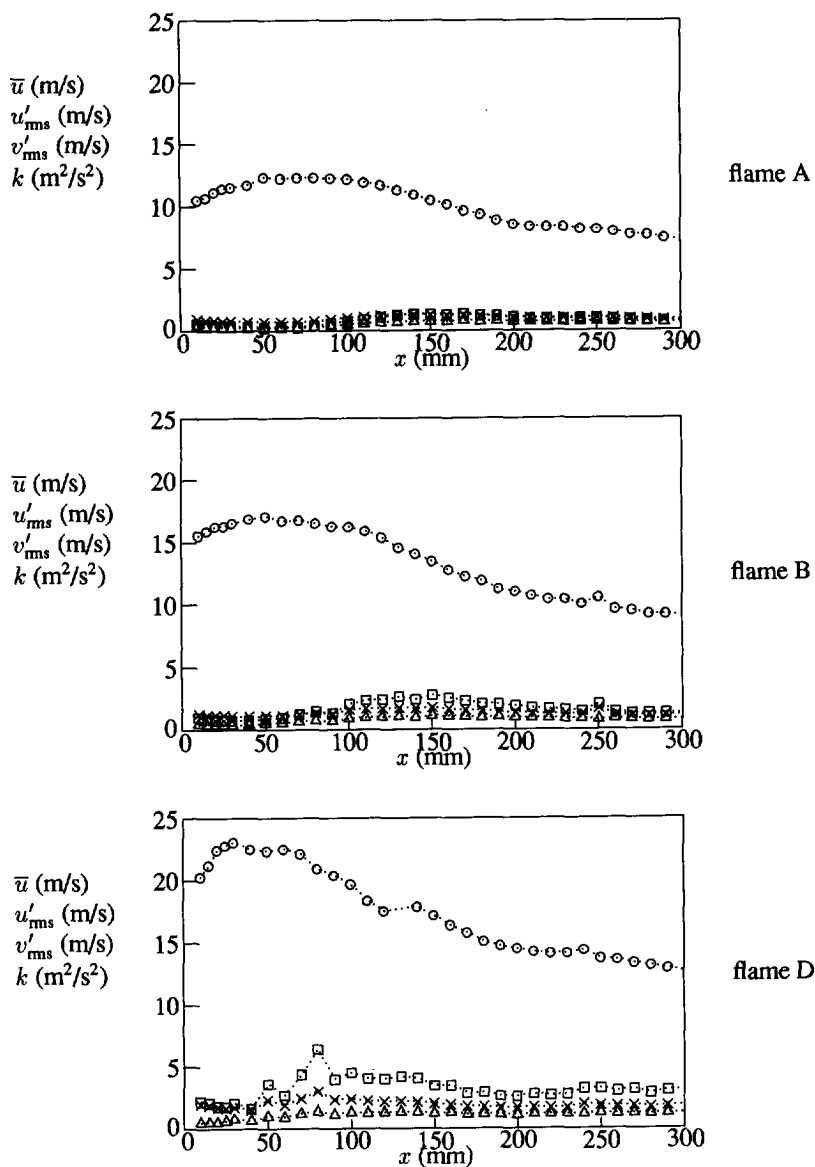 25
20
15
10
5
0
ū (m/s)
u′rms (m/s)
v′rms (m/s)
k (m²/s²)
flame A
0 50 100 150 200 250 300
x (mm)
25
20
15
10
5
0
ū (m/s)
u′rms (m/s)
v′rms (m/s)
k (m²/s²)
flame B
0 50 100 150 200 250 300
x (mm)
25
20
15
10
5
0
ū (m/s)
u′rms (m/s)
v′rms (m/s)
k (m²/s²)
flame D
0 50 100 150 200 250 300
x (mm)